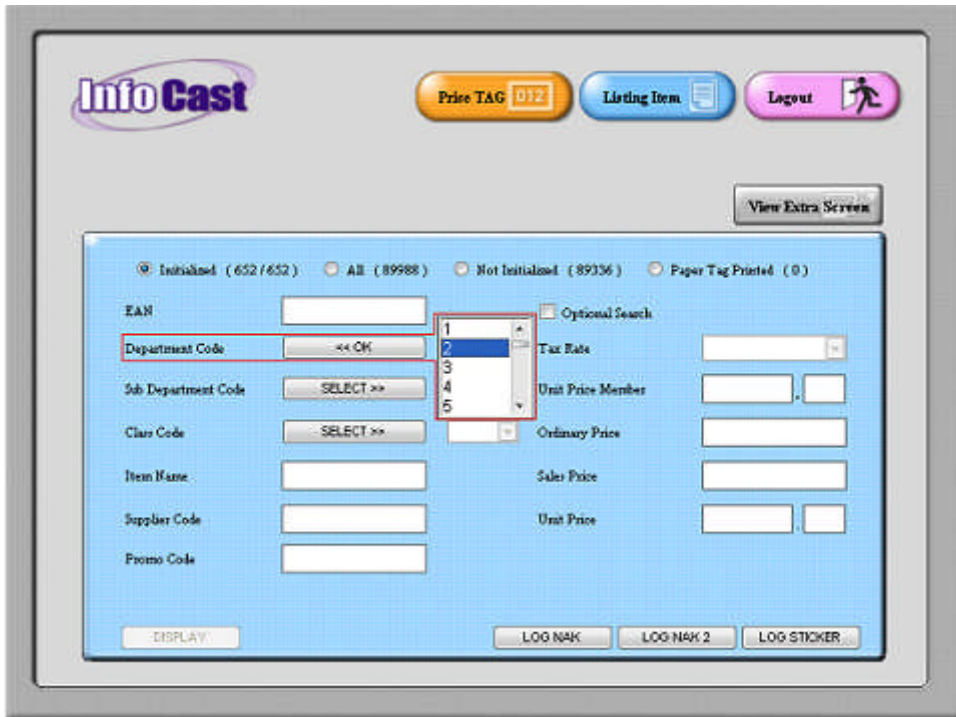 InfoCast
Price TAG 012
Listing Item
Logout
View Extra Screen
Initialized ( 652 / 652 ) All ( 89988 ) Not Initialized ( 89336 ) Paper Tag Printed ( 0 )
EAN
Optional Search
Department Code << OK
1
2
3
4
5
Tax Rate
Sub Department Code SELECT >>
Unit Price Member .
Class Code SELECT >>
Ordinary Price
Item Name
Sales Price
Supplier Code
Unit Price .
Promo Code
DISPLAY
LOG NAK
LOG NAK 2
LOG STICKER